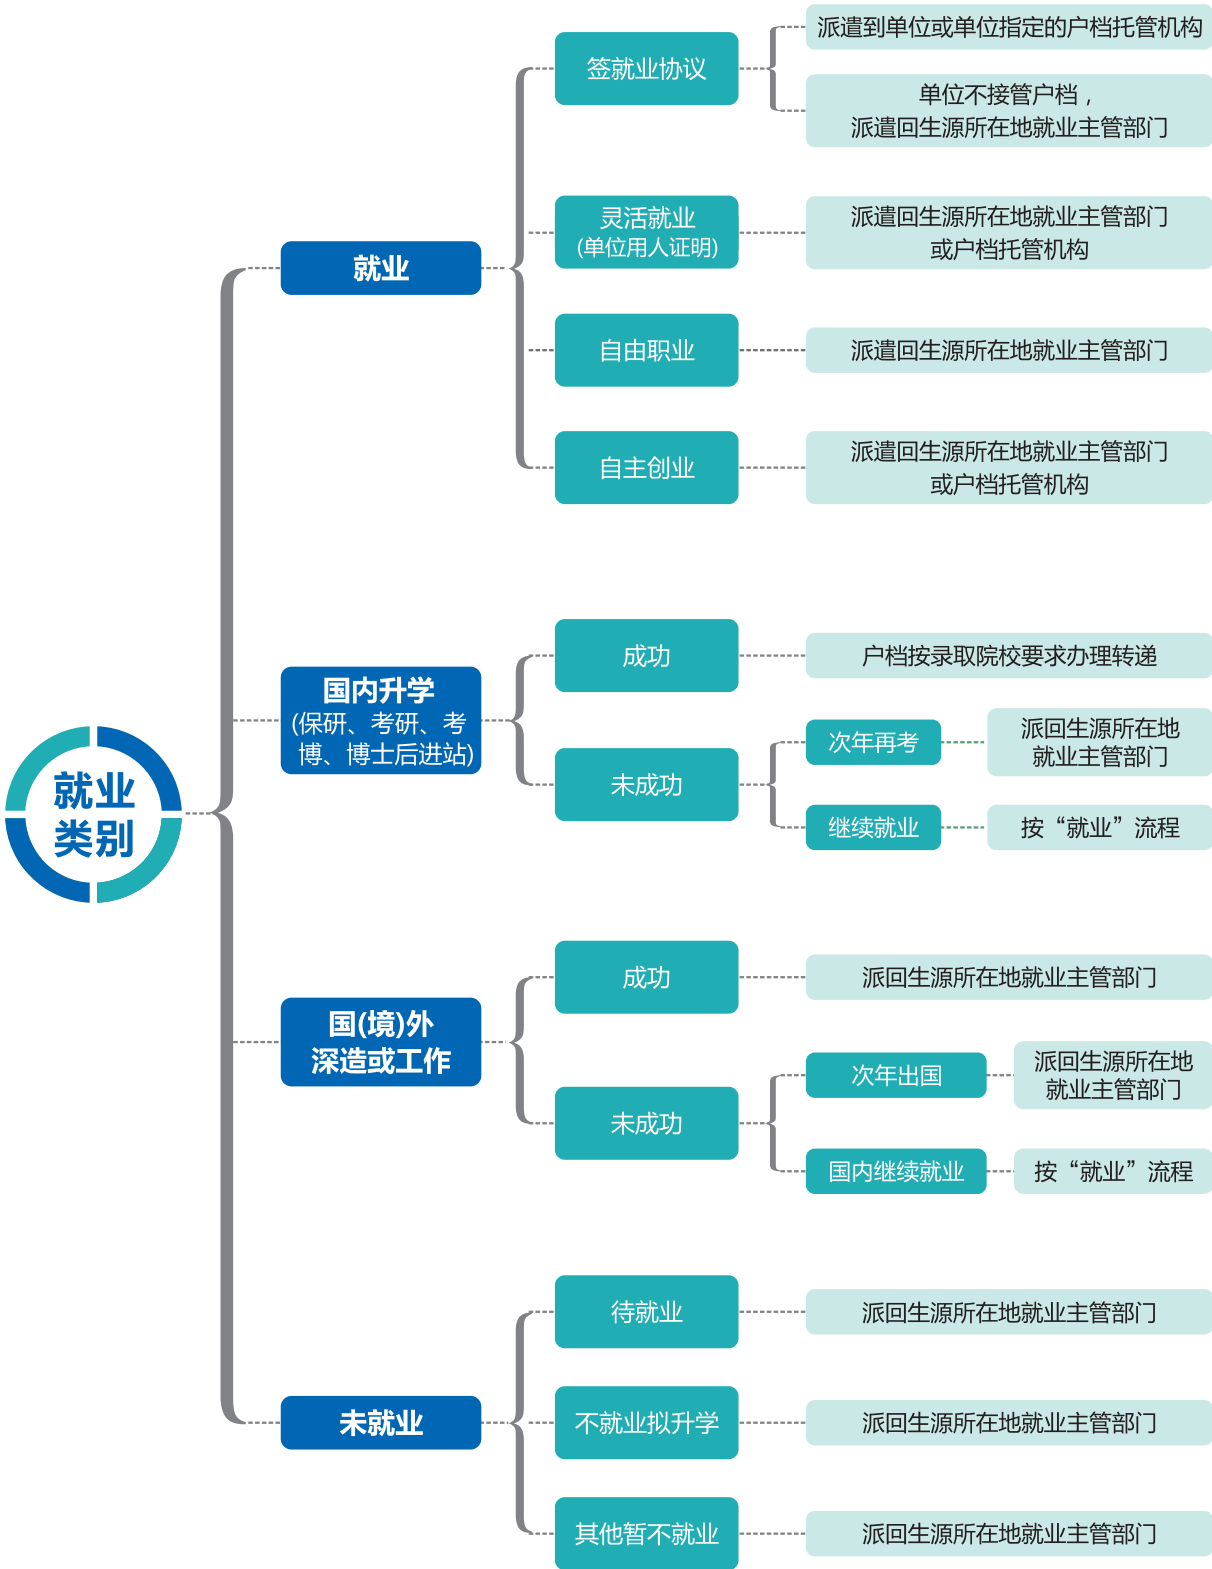 就业
类别
就业
签就业协议
派遣到单位或单位指定的户档托管机构
单位不接管户档，
派遣回生源所在地就业主管部门
灵活就业
(单位用人证明)
派遣回生源所在地就业主管部门
或户档托管机构
自由职业
派遣回生源所在地就业主管部门
自主创业
派遣回生源所在地就业主管部门
或户档托管机构
国内升学
(保研、考研、考
博、博士后进站)
成功
户档按录取院校要求办理转递
未成功
次年再考
派回生源所在地
就业主管部门
继续就业
按“就业”流程
国(境)外
深造或工作
成功
派回生源所在地就业主管部门
未成功
次年出国
派回生源所在地
就业主管部门
国内继续就业
按“就业”流程
未就业
待就业
派回生源所在地就业主管部门
不就业拟升学
派回生源所在地就业主管部门
其他暂不就业
派回生源所在地就业主管部门